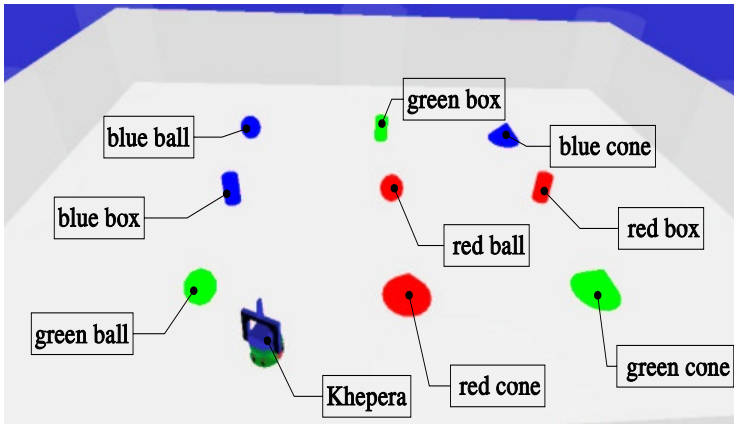 green box
blue ball
blue cone
blue box
red ball
red box
green ball
Khepera
red cone
green cone